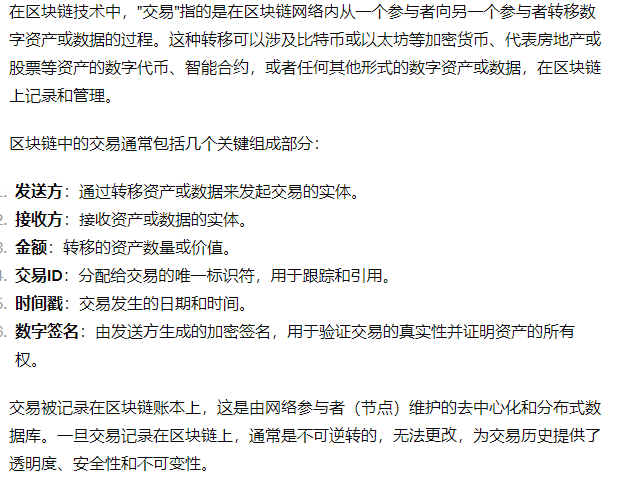 在区块链技术中，"交易"指的是在区块链网络内从一个参与者向另一个参与者转移数
字资产或数据的过程。这种转移可以涉及比特币或以太坊等加密货币、代表房地产或
股票等资产的数字代币、智能合约，或者任何其他形式的数字资产或数据，在区块链
上记录和管理。
区块链中的交易通常包括几个关键组成部分：
1. 发送方：通过转移资产或数据来发起交易的实体。
2. 接收方：接收资产或数据的实体。
3. 金额：转移的资产数量或价值。
4. 交易ID：分配给交易的唯一标识符，用于跟踪和引用。
5. 时间戳：交易发生的日期和时间。
6. 数字签名：由发送方生成的加密签名，用于验证交易的真实性并证明资产的所有
权。
交易被记录在区块链账本上，这是由网络参与者（节点）维护的去中心化和分布式数
据库。一旦交易记录在区块链上，通常是不可逆转的，无法更改，为交易历史提供了
透明度、安全性和不可变性。